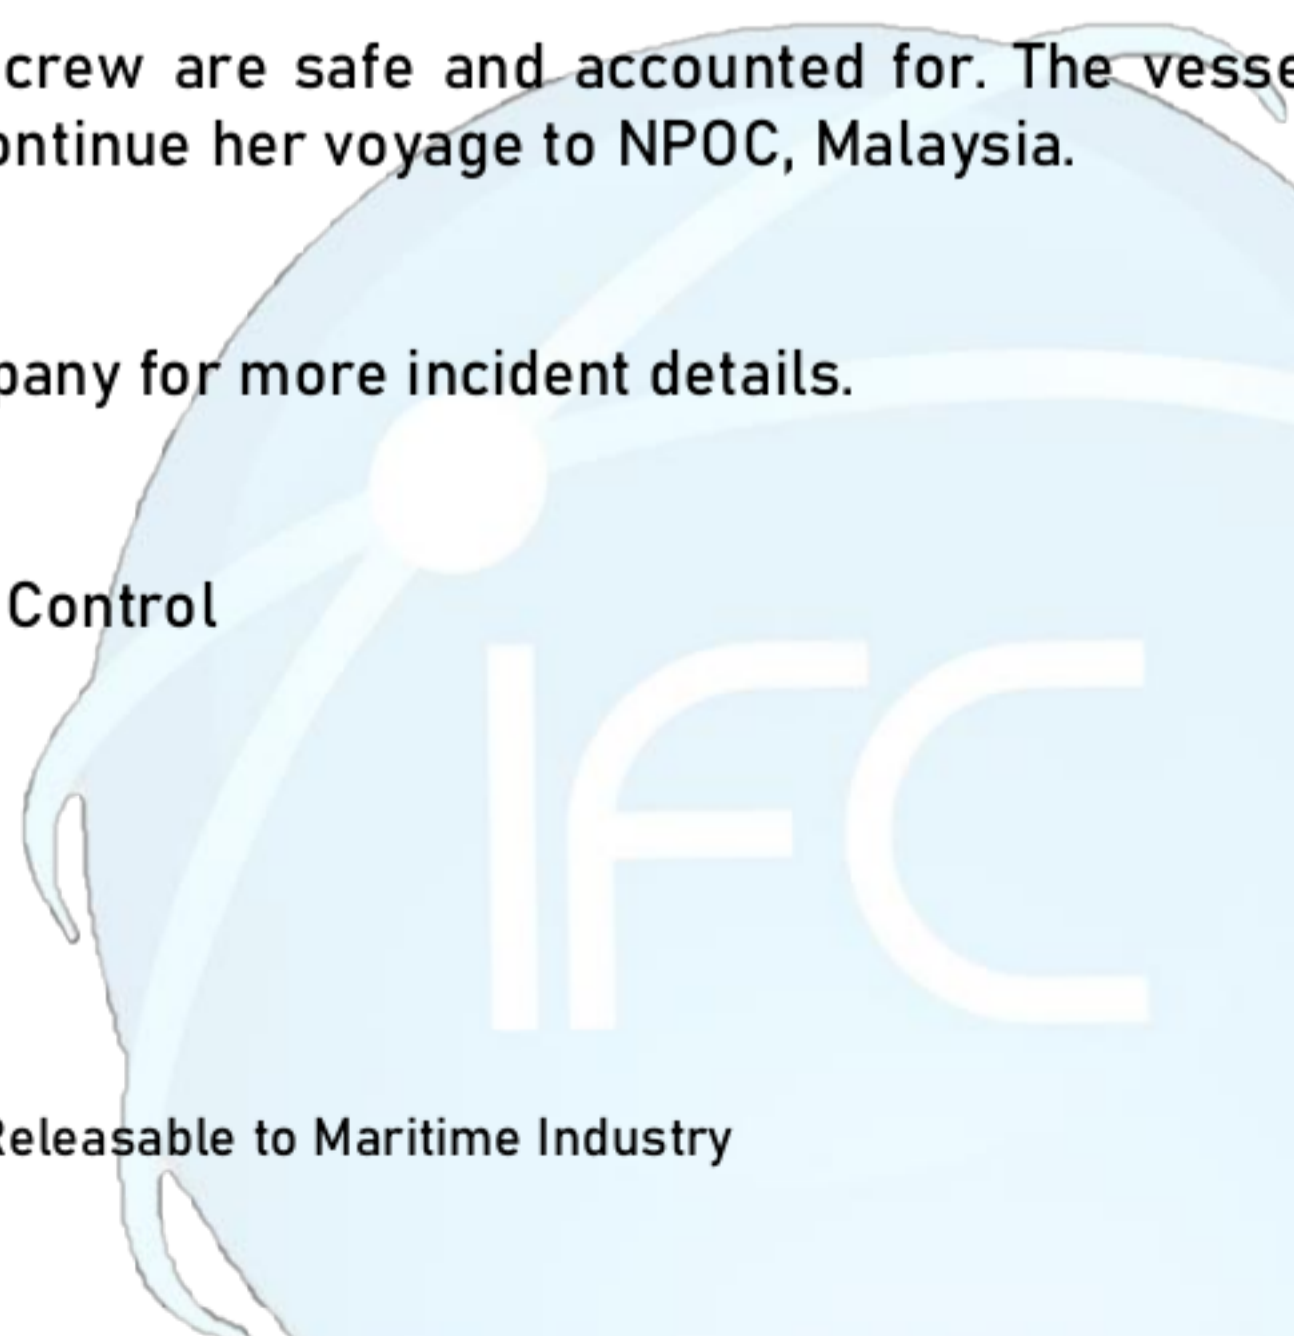 crew are safe and accounted for. The vesse
ontinue her voyage to NPOC, Malaysia.
pany for more incident details.
Control
IFC
Releasable to Maritime Industry